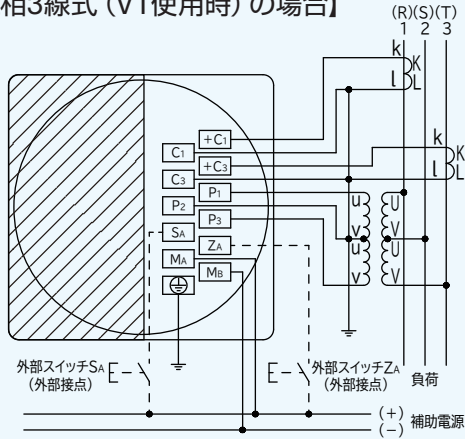 相3線式（VT使用時）の場合】
(R)(S)(T)
1 2 3
k
K
l
L
k
K
l
L
+C1
C1
+C3
C3
P1
P2
P3
SA
ZA
MA
MB
u U
v V
u U
v V
外部スイッチSA
（外部接点）
外部スイッチZA
（外部接点）
負荷
(+)
(−)
補助電源